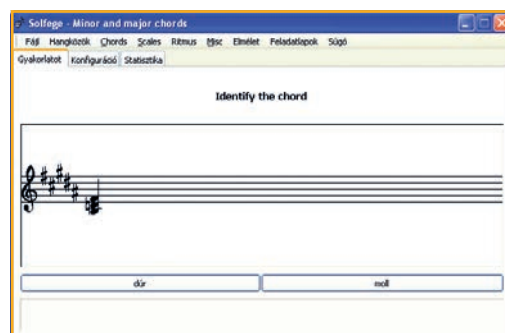 Solfege - Minor and major chords
Fájl Hangközök Chords Scales Ritmus Misc Elmélet Feladatlapok Súgó
Gyakorlatot Konfiguráció Statisztika
Identify the chord
dúr moll